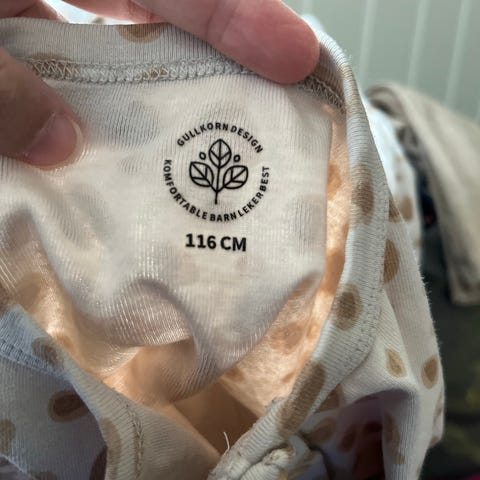 GULLKORN DESIGN
KOMFORTABLE BARN LEKER BEST
116 CM